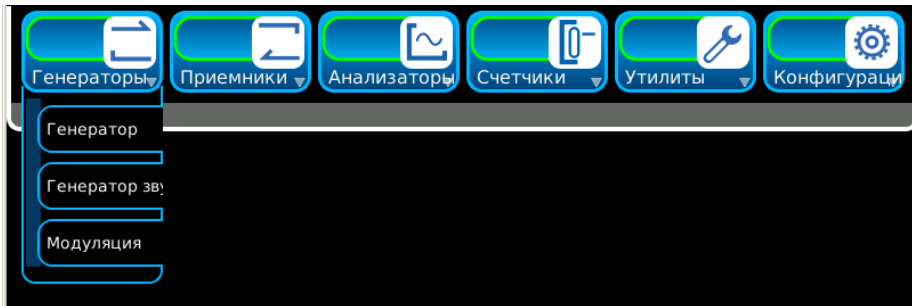 Генераторы
Приемники
Анализаторы
Счетчики
Утилиты
Конфигураци
Генератор
Генератор зву
Модуляция